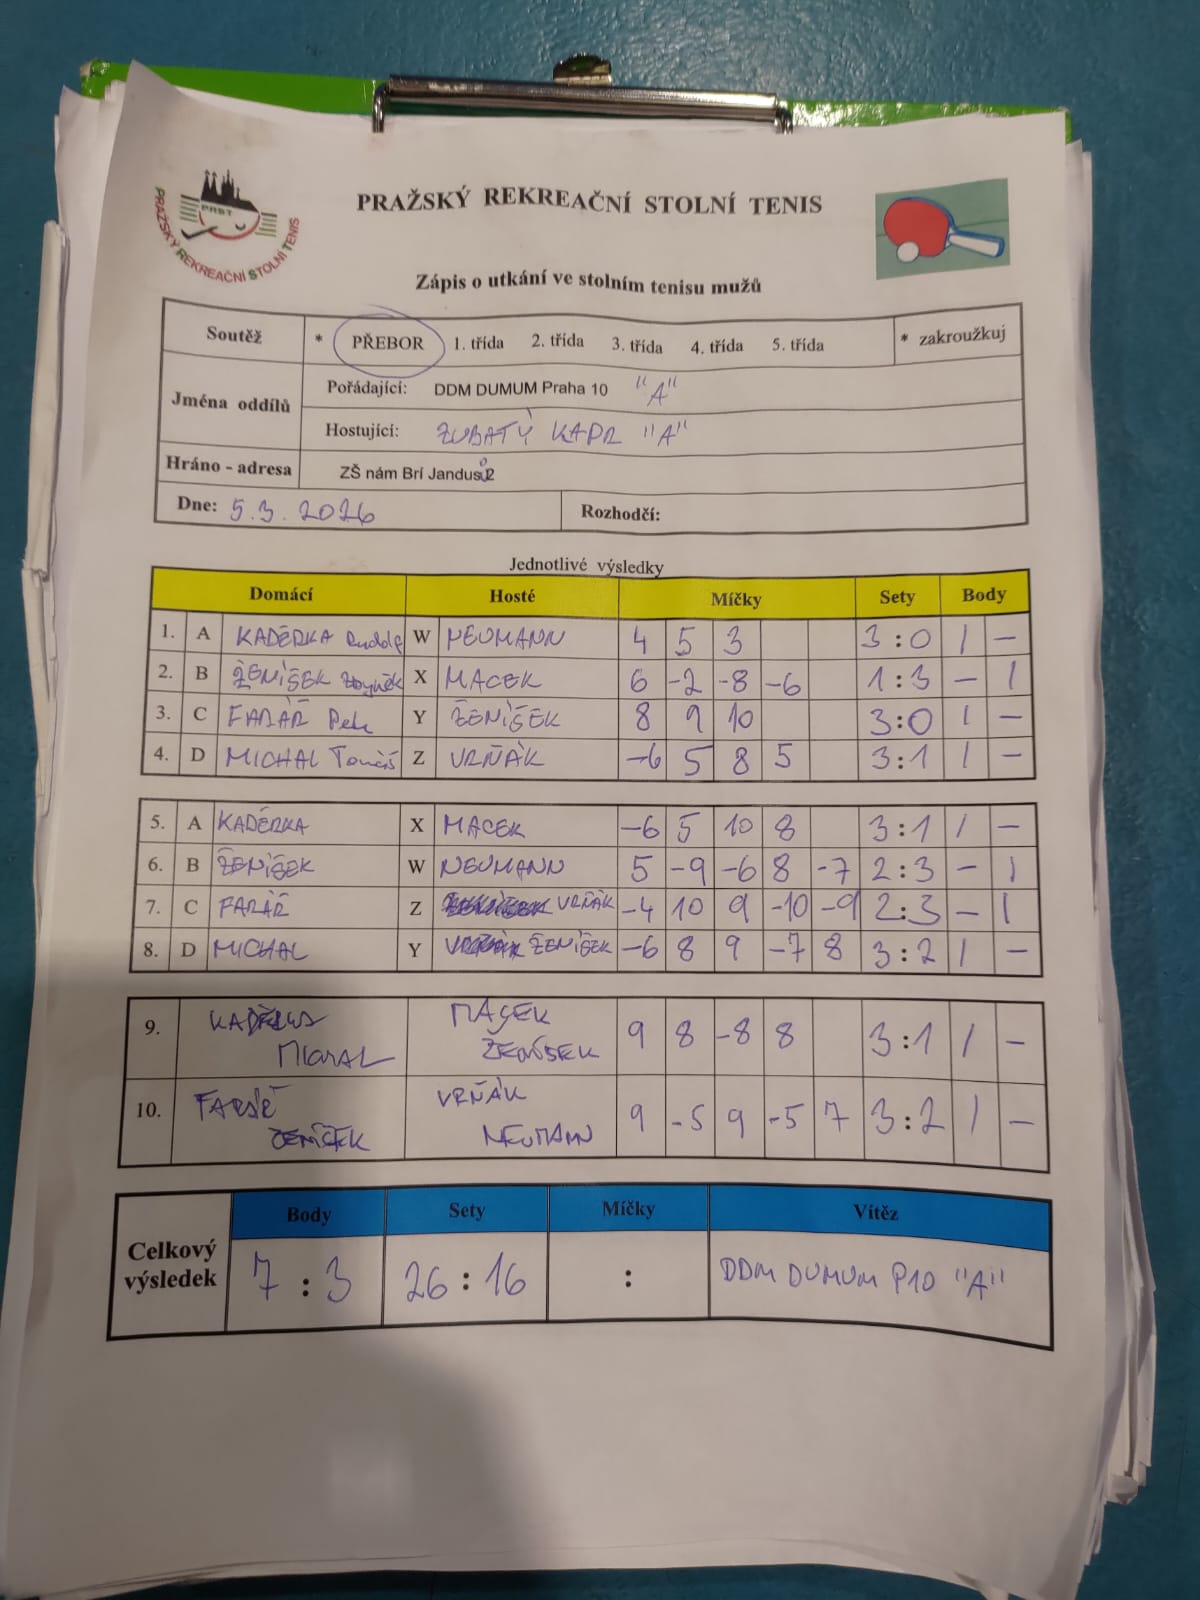 PRAŽSKÝ REKREAČNÍ STOLNÍ TENIS
PRST
PRAŽSKÝ REKREAČNÍ STOLNÍ TENIS
Zápis o utkání ve stolním tenisu mužů
Soutěž * PŘEBOR 1. třída 2. třída 3. třída 4. třída 5. třída * zakroužkuj
Jména oddílů
Pořádající: DDM DUMUM Praha 10 "A"
Hostující: ZUBATÝ KAPR "A"
Hráno - adresa ZŠ nám Brí Jandusů2
Dne: 5.3.2026 Rozhodčí:
Jednotlivé výsledky
Domácí Hosté Míčky Sety Body
1. A KADĚRKA Rudolf W NEUMANN 4 5 3 3:0 1 –
2. B ŽENÍŠEK Zbyněk X MACEK 6 -2 -8 -6 1:3 – 1
3. C FARÁŘ Petr Y ŽENÍŠEK 8 9 10 3:0 1 –
4. D MICHAL Tomáš Z VRŇÁK -6 5 8 5 3:1 1 –
5. A KADĚRKA X MACEK -6 5 10 8 3:1 1 –
6. B ŽENÍŠEK W NEUMANN 5 -9 -6 8 -7 2:3 – 1
7. C FARÁŘ Z VRŇÁK -4 10 9 -10 -9 2:3 – 1
8. D MICHAL Y ŽENÍŠEK -6 8 9 -7 8 3:2 1 –
9. MACEK 9 8 -8 8 3:1 1 –
MICHAL ŽENÍŠEK
10. FARÁŘ VRŇÁK 9 -5 9 -5 7 3:2 1 –
ŽENÍŠEK NEUMANN
Body Sety Míčky Vítěz
Celkový výsledek 7 : 3 26 : 16 : DDM DUMUM P10 "A"